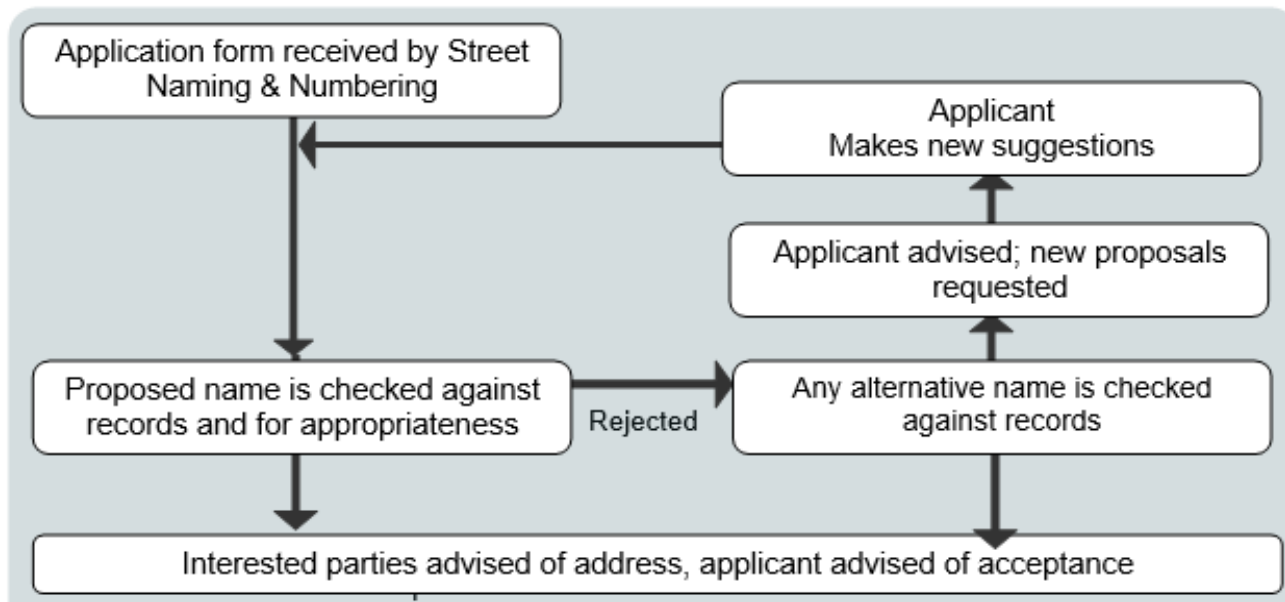 Application form received by Street
Naming & Numbering
Applicant
Makes new suggestions
Applicant advised; new proposals
requested
Proposed name is checked against
records and for appropriateness
Rejected
Any alternative name is checked
against records
Interested parties advised of address, applicant advised of acceptance